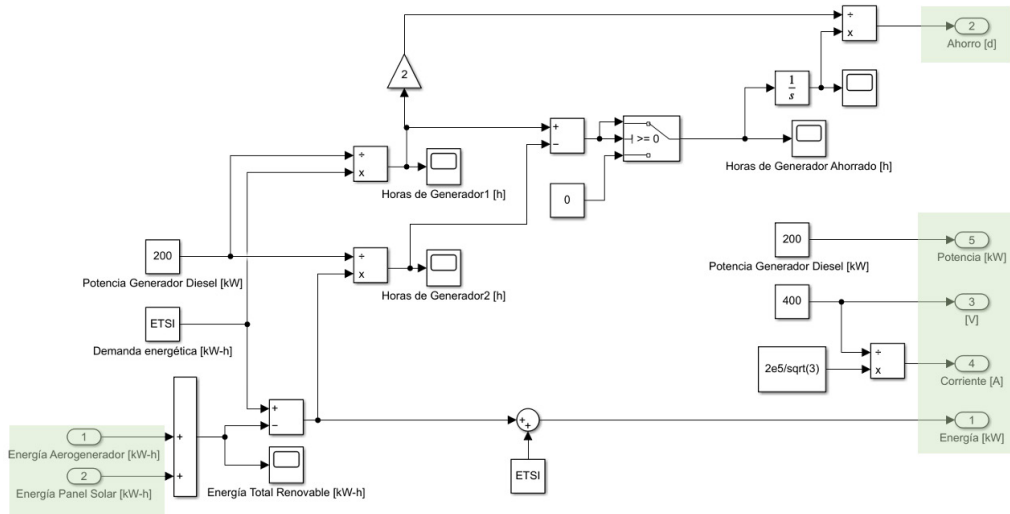 ÷
x
2
Ahorro [d]
2
1
s
+
−
>= 0
Horas de Generador Ahorrado [h]
÷
x
Horas de Generador1 [h]
0
200
Potencia Generador Diesel [kW]
÷
x
Horas de Generador2 [h]
200
Potencia Generador Diesel [kW]
5
Potencia [kW]
ETSI
Demanda energética [kW-h]
400
3
[V]
2e5/sqrt(3)
÷
x
4
Corriente [A]
+
−
+
+
1
Energía [kW]
1
Energía Aerogenerador [kW-h]
+
2
Energía Panel Solar [kW-h]
+
Energía Total Renovable [kW-h]
ETSI